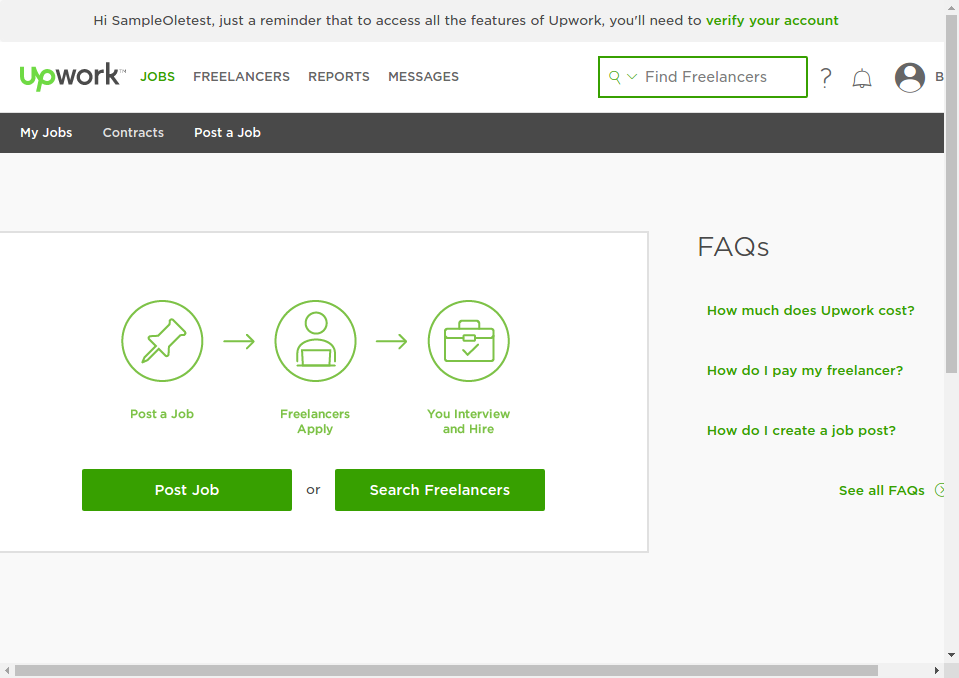 Hi SampleOletest, just a reminder that to access all the features of Upwork, you'll need to verify your account
upwork™ JOBS FREELANCERS REPORTS MESSAGES Find Freelancers ? B
My Jobs Contracts Post a Job
FAQs
How much does Upwork cost?
How do I pay my freelancer?
Post a Job
Freelancers
Apply
You Interview
and Hire
How do I create a job post?
Post Job or Search Freelancers
See all FAQs